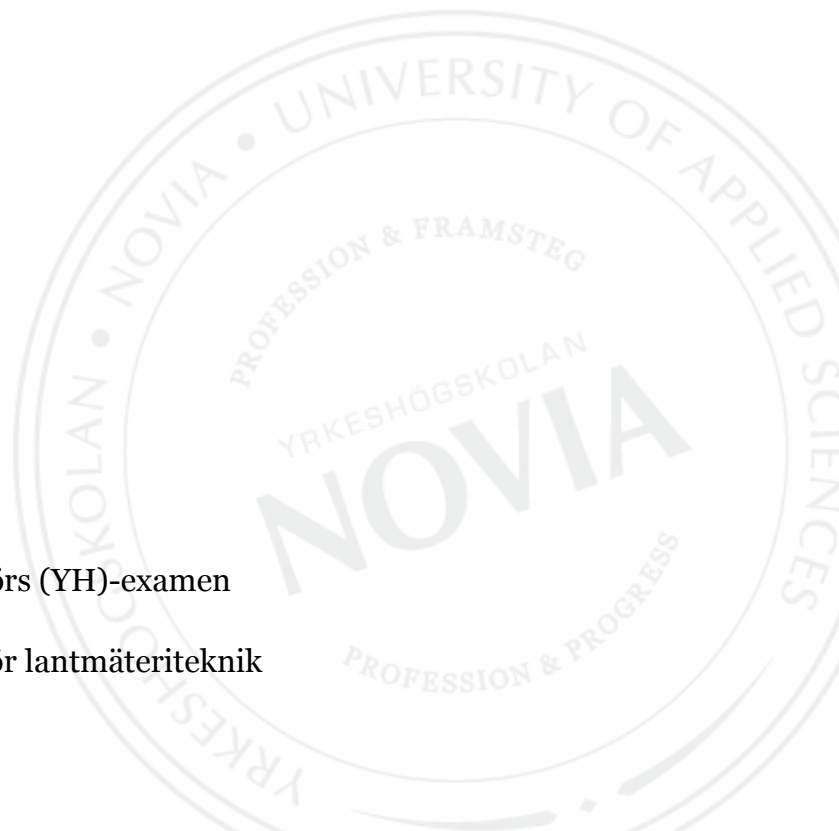 UNIVERSITY OF APPLIED SCIENCES
YRKESHÖGSKOLAN • NOVIA •
PROFESSION & FRAMSTEG
YRKESHÖGSKOLAN
NOVIA
PROFESSION & PROGRESS
örs (YH)-examen
ör lantmäteriteknik